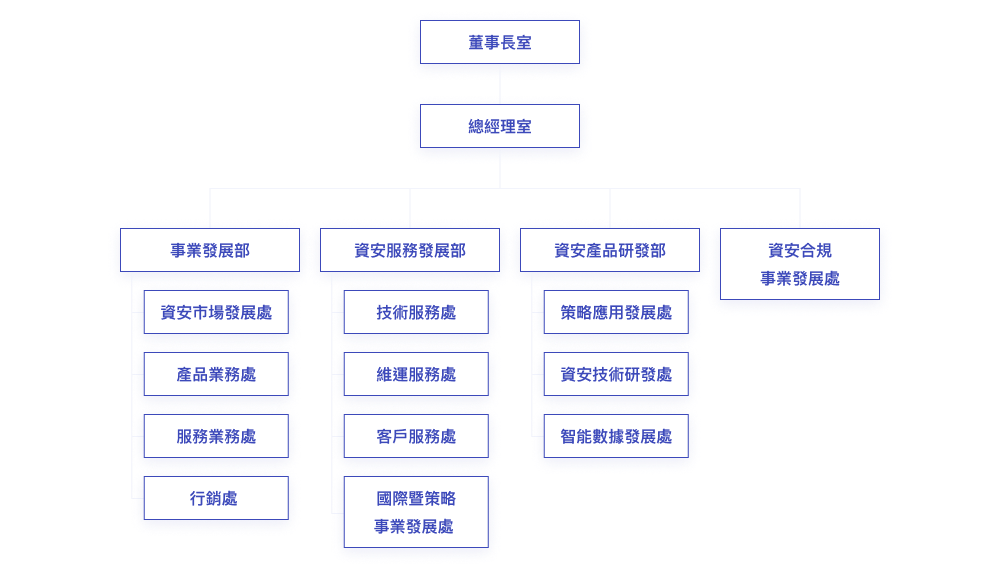 董事長室
總經理室
事業發展部
資安市場發展處
產品業務處
服務業務處
行銷處
資安服務發展部
技術服務處
維運服務處
客戶服務處
國際暨策略
事業發展處
資安產品研發部
策略應用發展處
資安技術研發處
智能數據發展處
資安合規
事業發展處